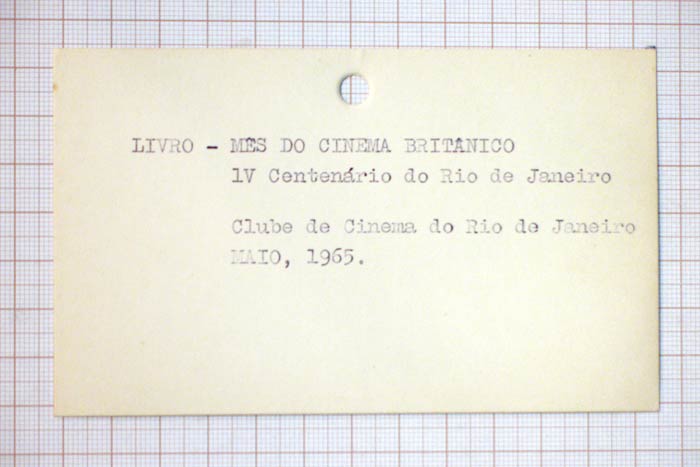 LIVRO - MÊS DO CINEMA BRITÂNICO
1V Centenário do Rio de Janeiro
Clube de Cinema do Rio de Janeiro
MAIO, 1965.